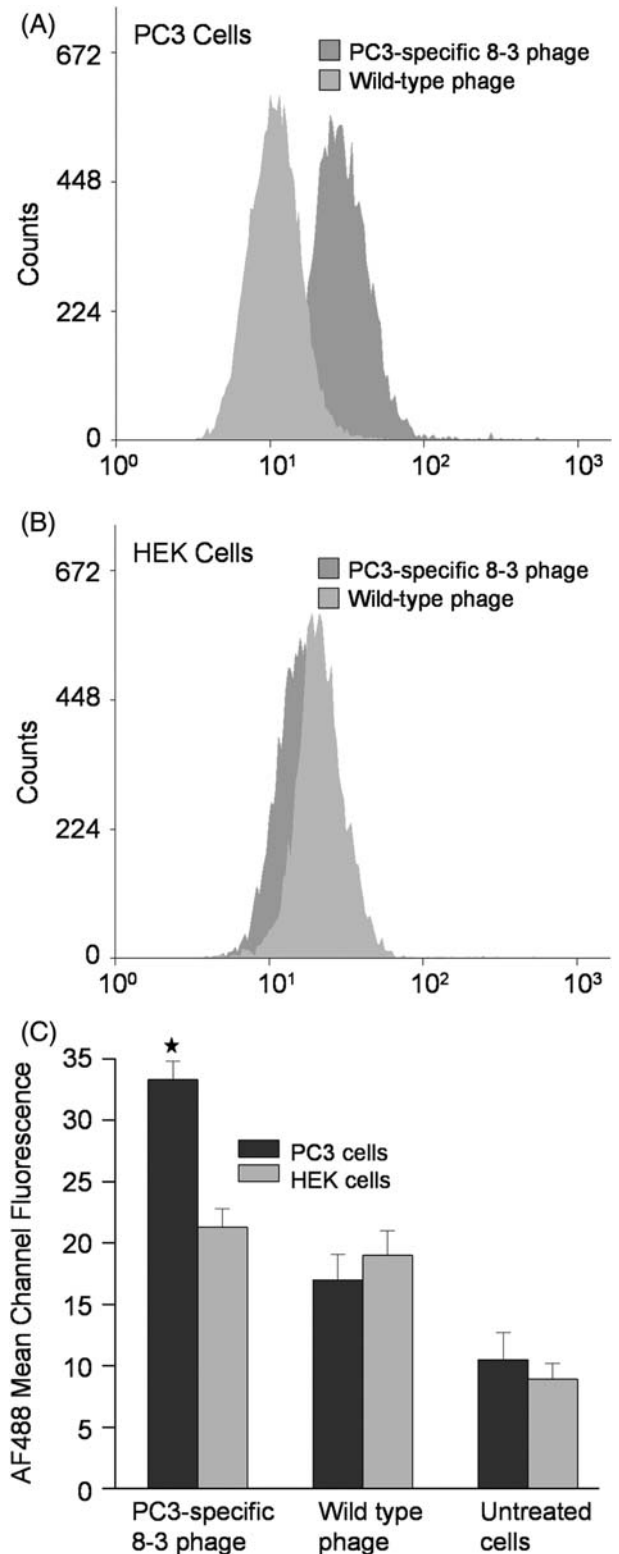 (A)
PC3 Cells
PC3-specific 8-3 phage
Wild-type phage
672
448
224
0
Counts
10⁰ 10¹ 10² 10³
(B)
HEK Cells
PC3-specific 8-3 phage
Wild-type phage
672
448
224
0
Counts
10⁰ 10¹ 10² 10³
(C)
★
35
30
25
20
15
10
5
0
AF488 Mean Channel Fluorescence
PC3 cells
HEK cells
PC3-specific
8-3 phage
Wild type
phage
Untreated
cells